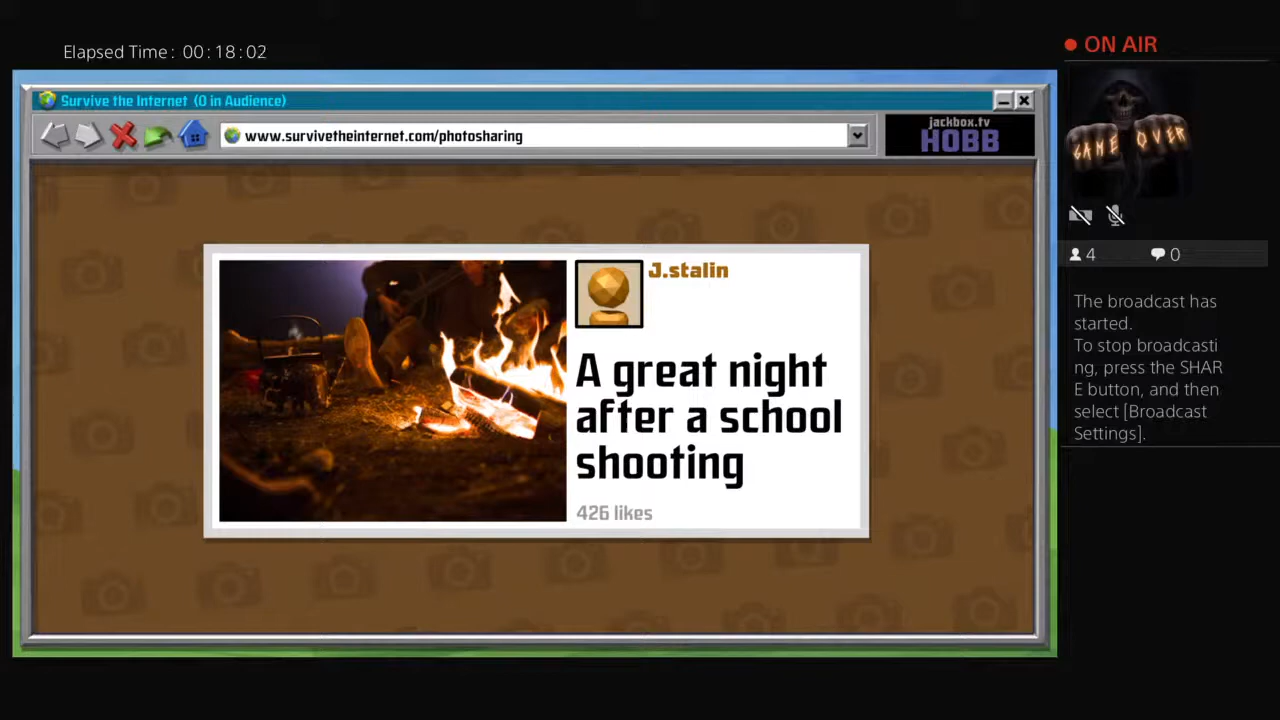 Elapsed Time: 00:18:02
ON AIR
Survive the Internet (0 in Audience)
www.survivetheinternet.com/photosharing
jackbox.tv
HOBB
GAME OVER
4
0
J.stalin
A great night
after a school
shooting
426 likes
The broadcast has
started.
To stop broadcasti
ng, press the SHAR
E button, and then
select [Broadcast
Settings].